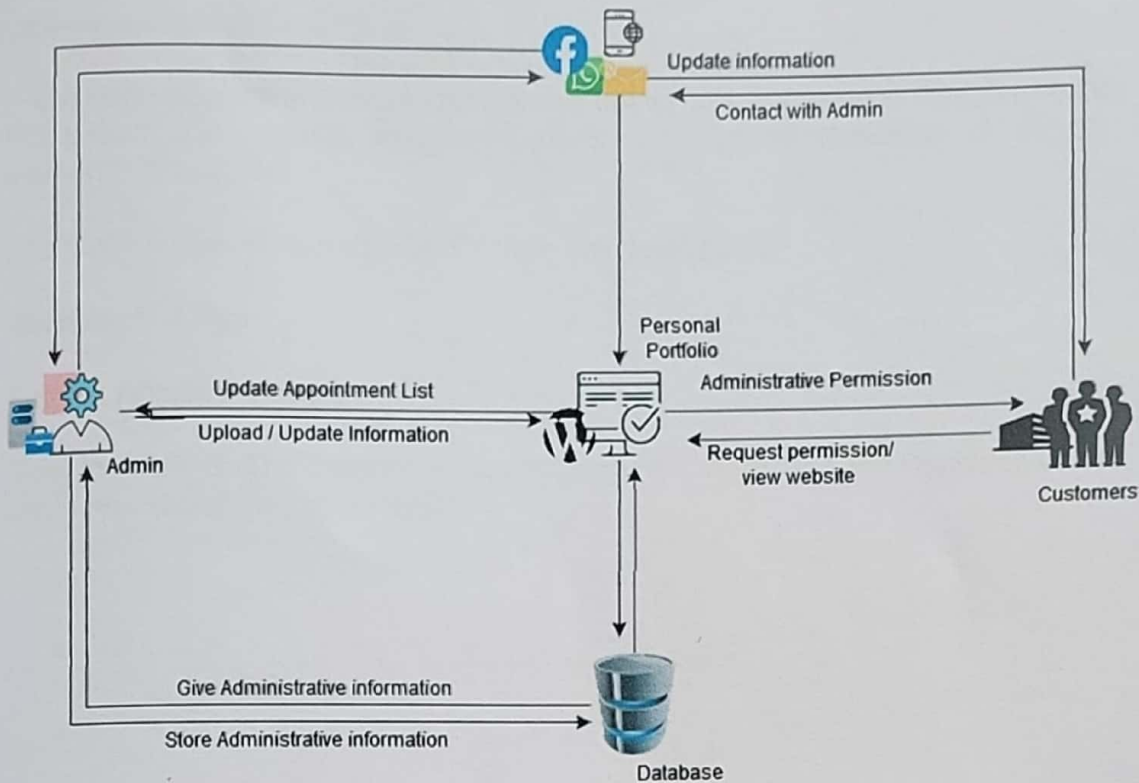 Update information
Contact with Admin
Personal
Portfolio
Update Appointment List
Upload / Update Information
Admin
Administrative Permission
Request permission/
view website
Customers
Give Administrative information
Store Administrative information
Database